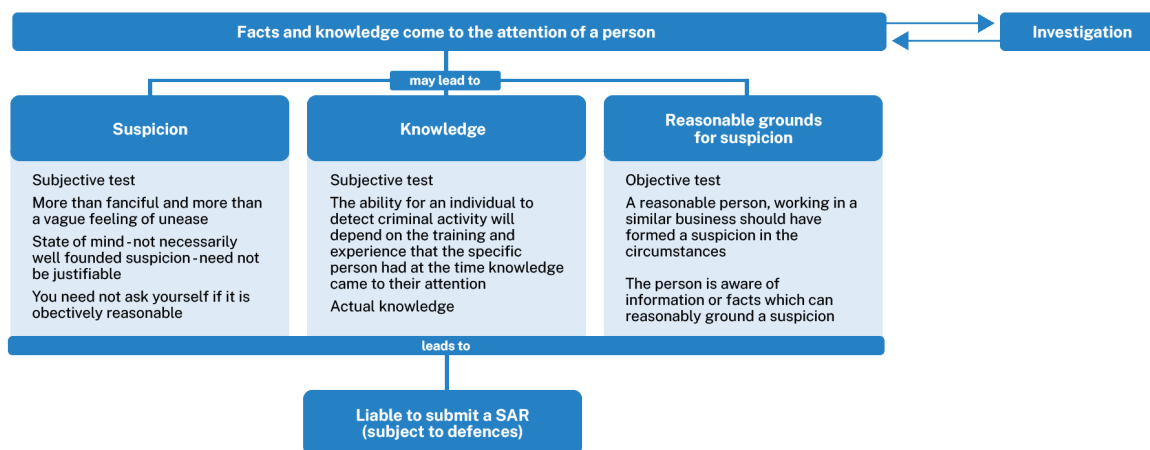 Facts and knowledge come to the attention of a person
Investigation
may lead to
Suspicion
Subjective test
More than fanciful and more than
a vague feeling of unease
State of mind - not necessarily
well founded suspicion - need not
be justifiable
You need not ask yourself if it is
obectively reasonable
Knowledge
Subjective test
The ability for an individual to
detect criminal activity will
depend on the training and
experience that the specific
person had at the time knowledge
came to their attention
Actual knowledge
Reasonable grounds
for suspicion
Objective test
A reasonable person, working in a
similar business should have
formed a suspicion in the
circumstances
The person is aware of
information or facts which can
reasonably ground a suspicion
leads to
Liable to submit a SAR
(subject to defences)